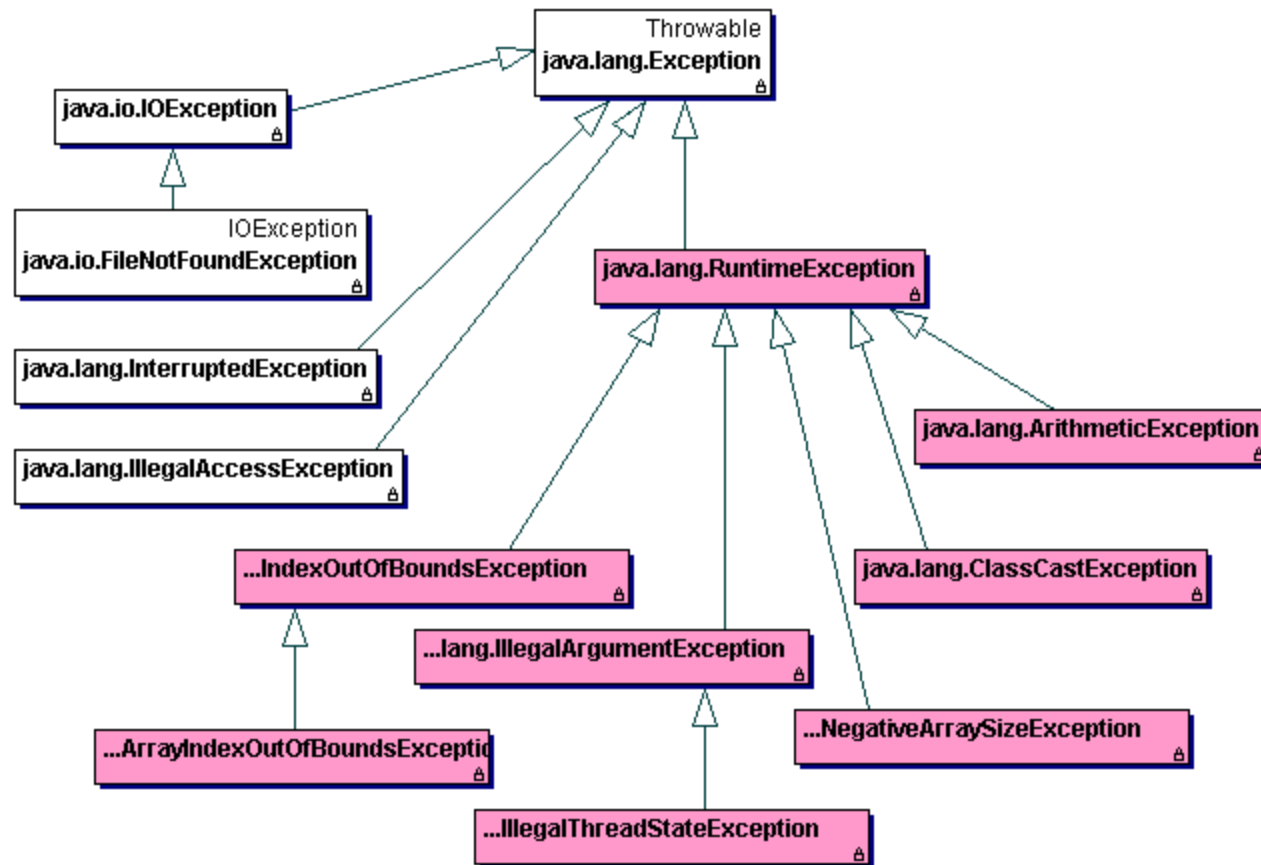 Throwable
java.lang.Exception
java.io.IOException
IOException
java.io.FileNotFoundException
java.lang.RuntimeException
java.lang.InterruptedException
java.lang.ArithmeticException
java.lang.IllegalAccessException
...IndexOutOfBoundsException
java.lang.ClassCastException
...lang.IllegalArgumentException
...NegativeArraySizeException
...ArrayIndexOutOfBoundsExceptio
...IllegalThreadStateException